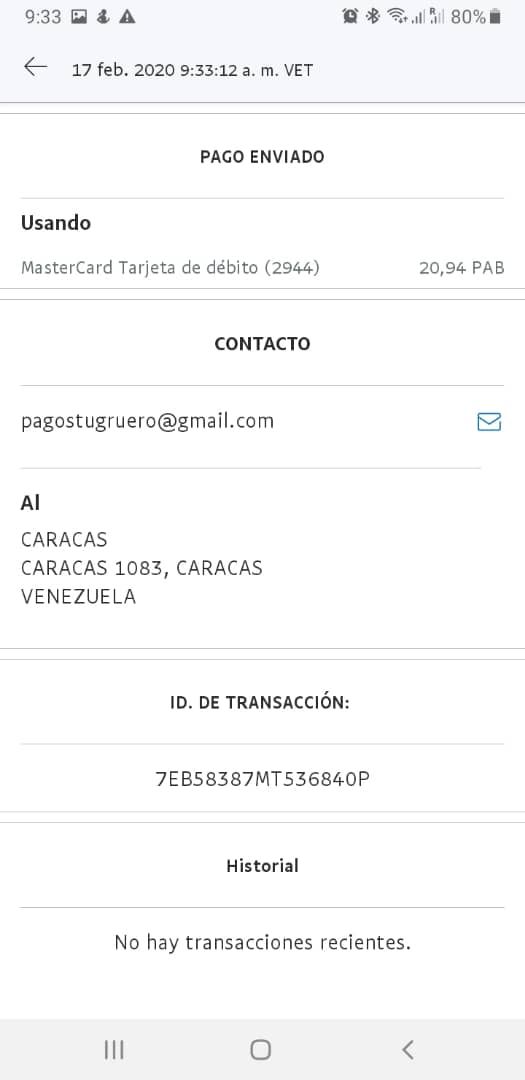 9:33 80%
17 feb. 2020 9:33:12 a. m. VET
PAGO ENVIADO
Usando
MasterCard Tarjeta de débito (2944) 20,94 PAB
CONTACTO
pagostugruero@gmail.com
Al
CARACAS
CARACAS 1083, CARACAS
VENEZUELA
ID. DE TRANSACCIÓN:
7EB58387MT536840P
Historial
No hay transacciones recientes.